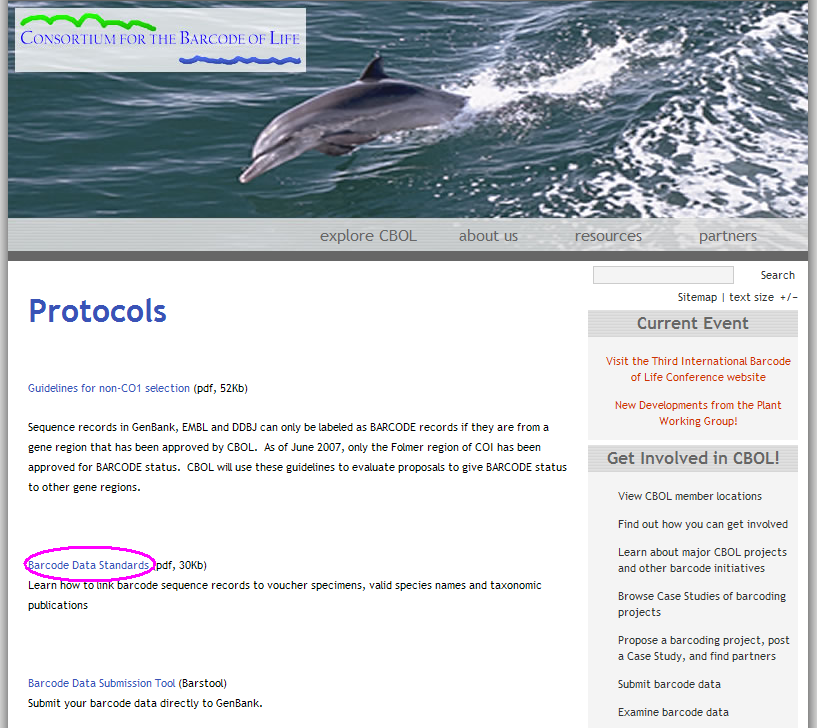 CONSORTIUM FOR THE BARCODE OF LIFE
explore CBOL about us resources partners
Search
Sitemap | text size +/-
Protocols
Guidelines for non-CO1 selection (pdf, 52Kb)
Sequence records in GenBank, EMBL and DDBJ can only be labeled as BARCODE records if they are from a
gene region that has been approved by CBOL. As of June 2007, only the Folmer region of COI has been
approved for BARCODE status. CBOL will use these guidelines to evaluate proposals to give BARCODE status
to other gene regions.
Barcode Data Standards (pdf, 30Kb)
Learn how to link barcode sequence records to voucher specimens, valid species names and taxonomic
publications
Barcode Data Submission Tool (Barstool)
Submit your barcode data directly to GenBank.
Current Event
Visit the Third International Barcode
of Life Conference website
New Developments from the Plant
Working Group!
Get Involved in CBOL!
View CBOL member locations
Find out how you can get involved
Learn about major CBOL projects
and other barcode initiatives
Browse Case Studies of barcoding
projects
Propose a barcoding project, post
a Case Study, and find partners
Submit barcode data
Examine barcode data